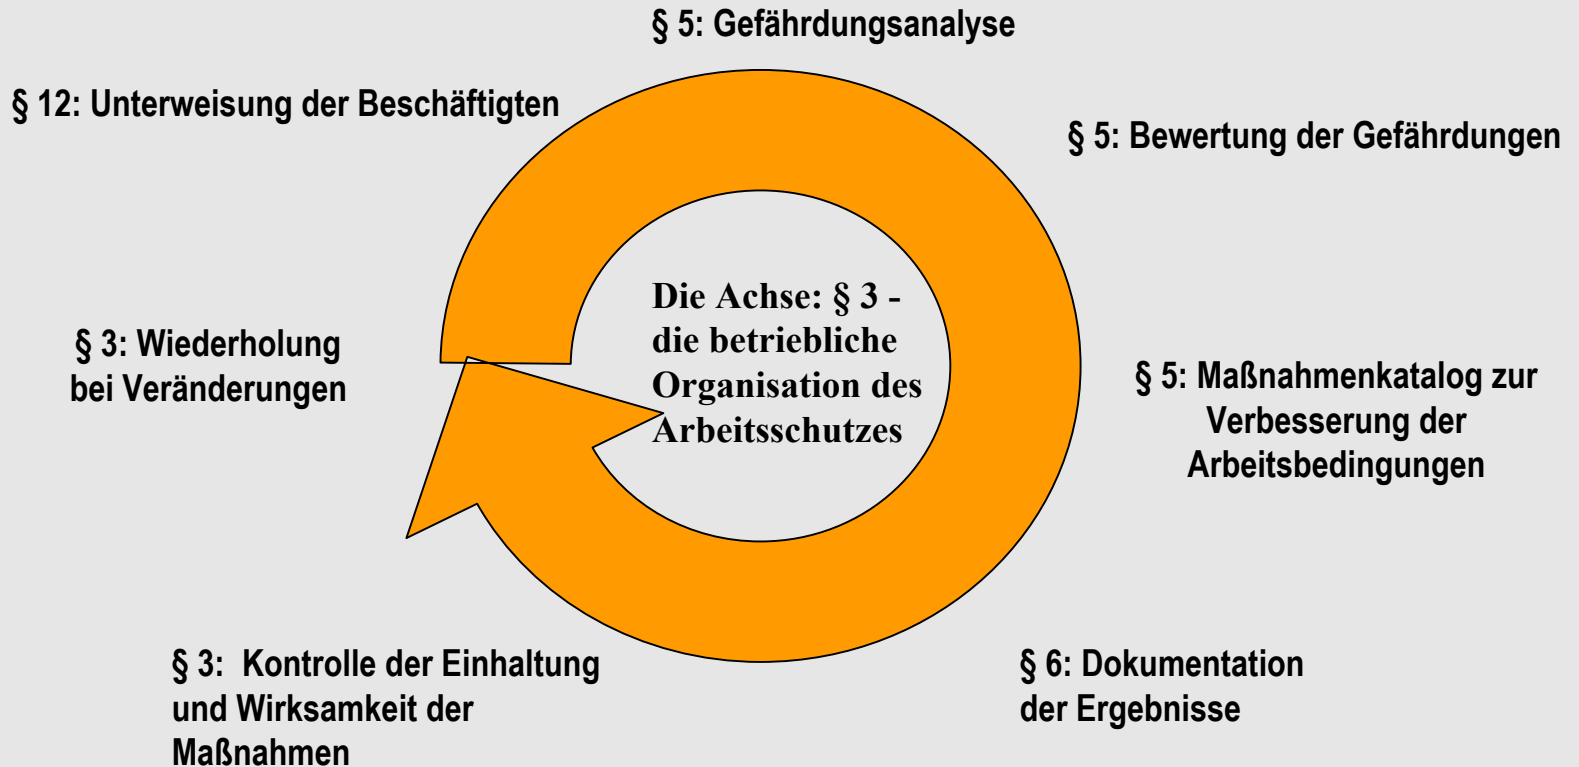 § 5: Gefährdungsanalyse
§ 12: Unterweisung der Beschäftigten
§ 5: Bewertung der Gefährdungen
Die Achse: § 3 -
die betriebliche
Organisation des
Arbeitsschutzes
§ 3: Wiederholung
bei Veränderungen
§ 5: Maßnahmenkatalog zur
Verbesserung der
Arbeitsbedingungen
§ 3: Kontrolle der Einhaltung
und Wirksamkeit der
Maßnahmen
§ 6: Dokumentation
der Ergebnisse